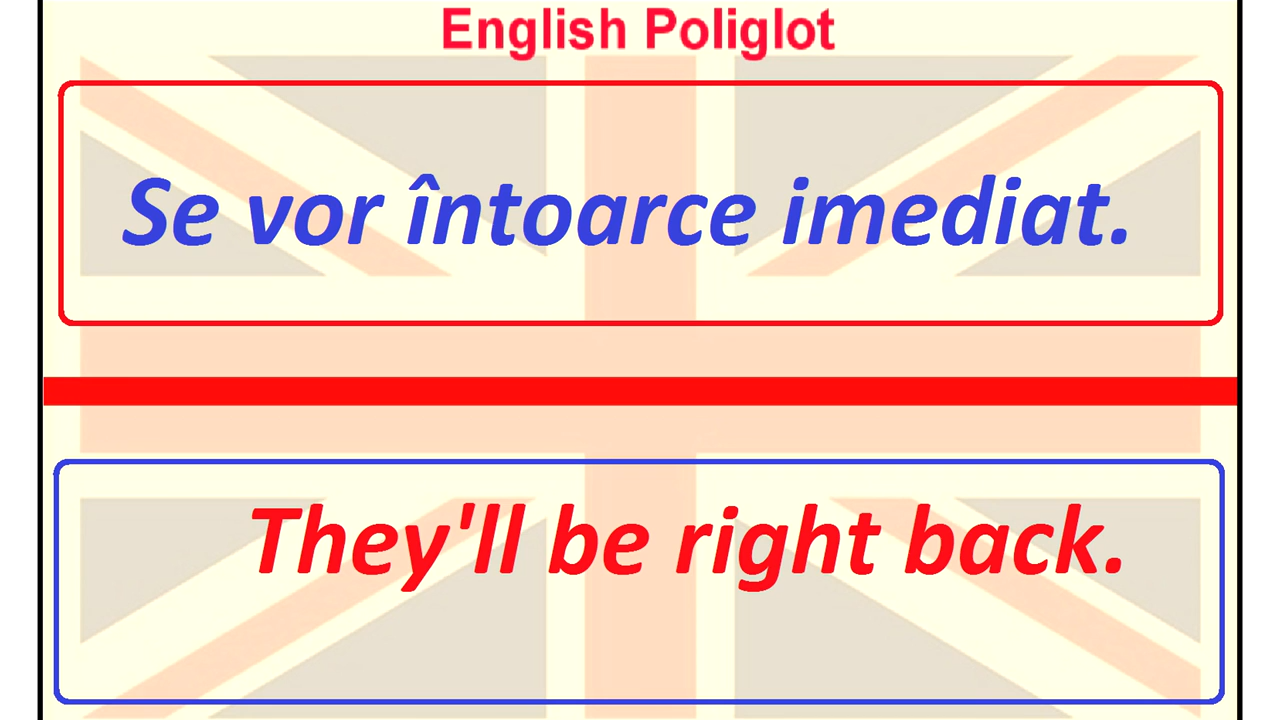 English Poliglot
Se vor întoarce imediat.
They'll be right back.